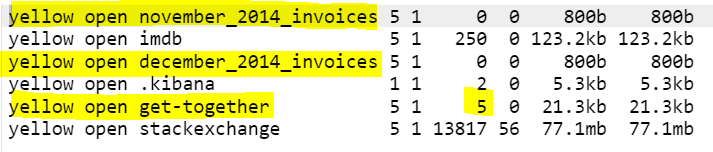 yellow open november_2014_invoices 5 1 0 0 800b 800b
yellow open imdb 5 1 250 0 123.2kb 123.2kb
yellow open december_2014_invoices 5 1 0 0 800b 800b
yellow open .kibana 1 1 2 0 5.3kb 5.3kb
yellow open get-together 5 1 5 0 21.3kb 21.3kb
yellow open stackexchange 5 1 13817 56 77.1mb 77.1mb